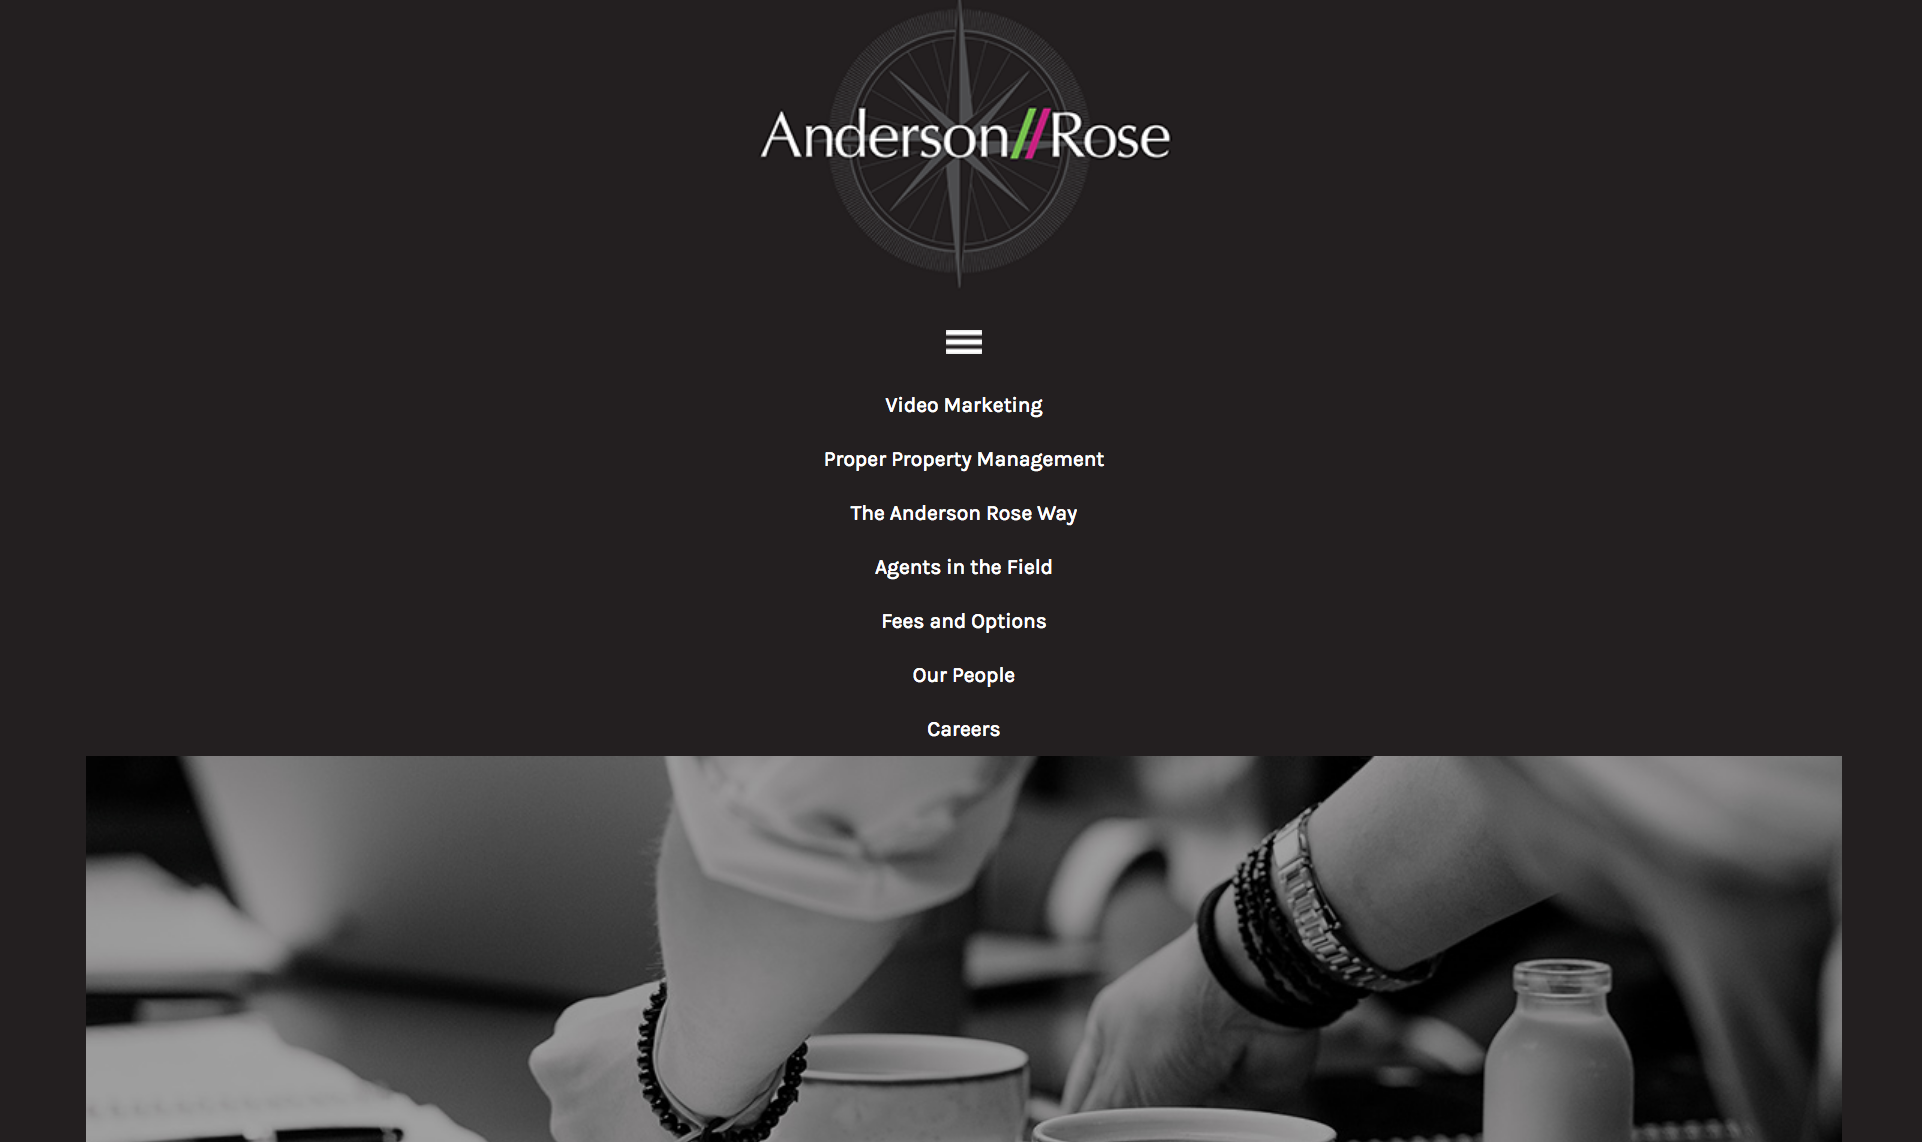 Anderson//Rose
Video Marketing
Proper Property Management
The Anderson Rose Way
Agents in the Field
Fees and Options
Our People
Careers